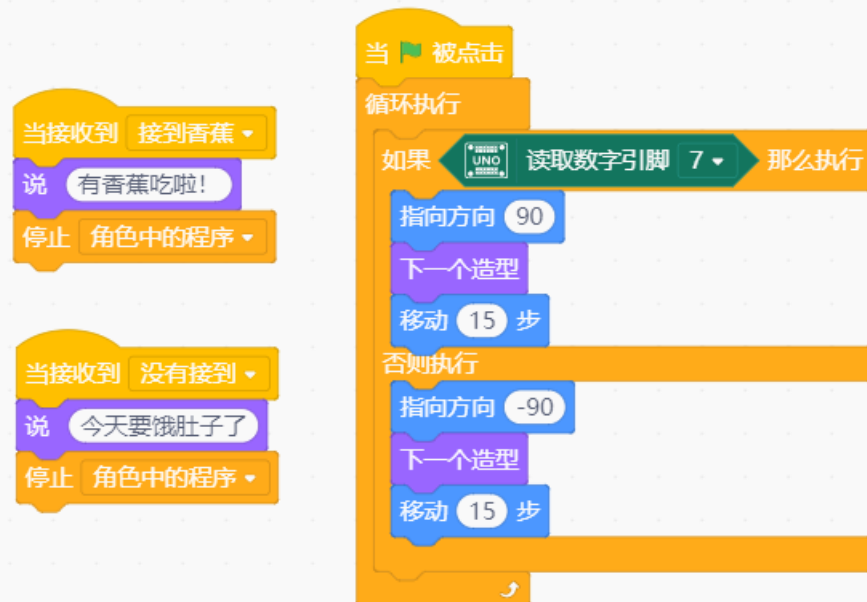 当接收到 接到香蕉
说 有香蕉吃啦！
停止 角色中的程序
当接收到 没有接到
说 今天要饿肚子了
停止 角色中的程序
当 被点击
循环执行
如果 UNO 读取数字引脚 7 那么执行
指向方向 90
下一个造型
移动 15 步
否则执行
指向方向 -90
下一个造型
移动 15 步